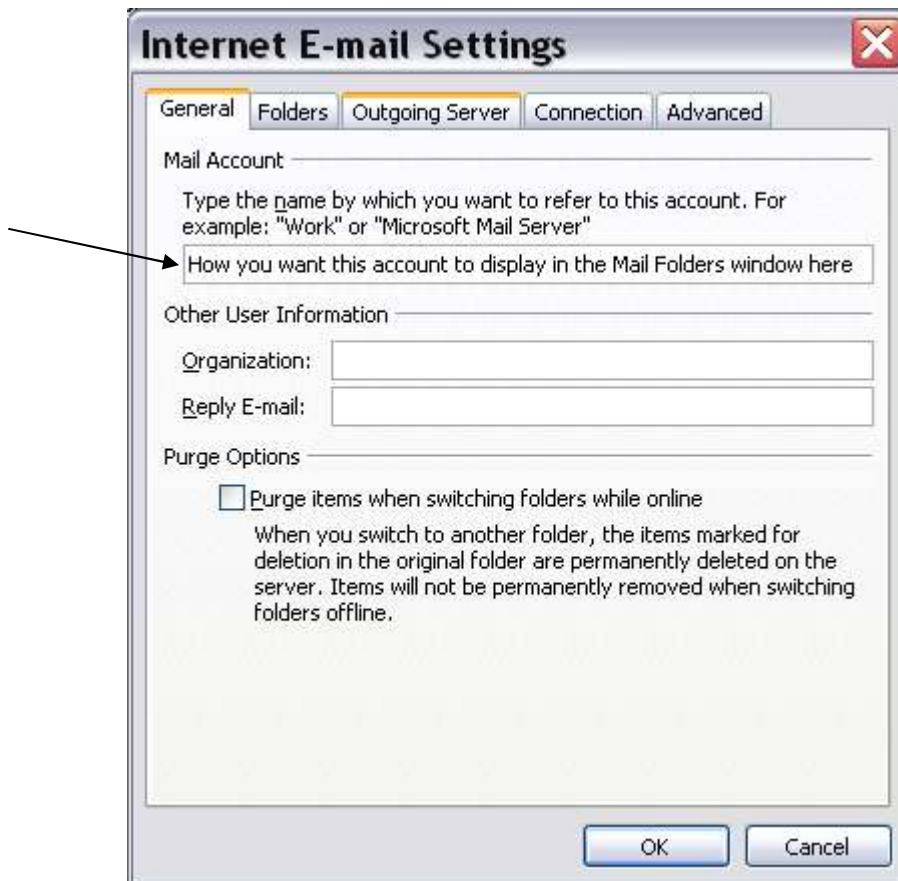 Internet E-mail Settings
General Folders Outgoing Server Connection Advanced
Mail Account
Type the name by which you want to refer to this account. For
example: "Work" or "Microsoft Mail Server"
How you want this account to display in the Mail Folders window here
Other User Information
Organization:
Reply E-mail:
Purge Options
Purge items when switching folders while online
When you switch to another folder, the items marked for
deletion in the original folder are permanently deleted on the
server. Items will not be permanently removed when switching
folders offline.
OK Cancel